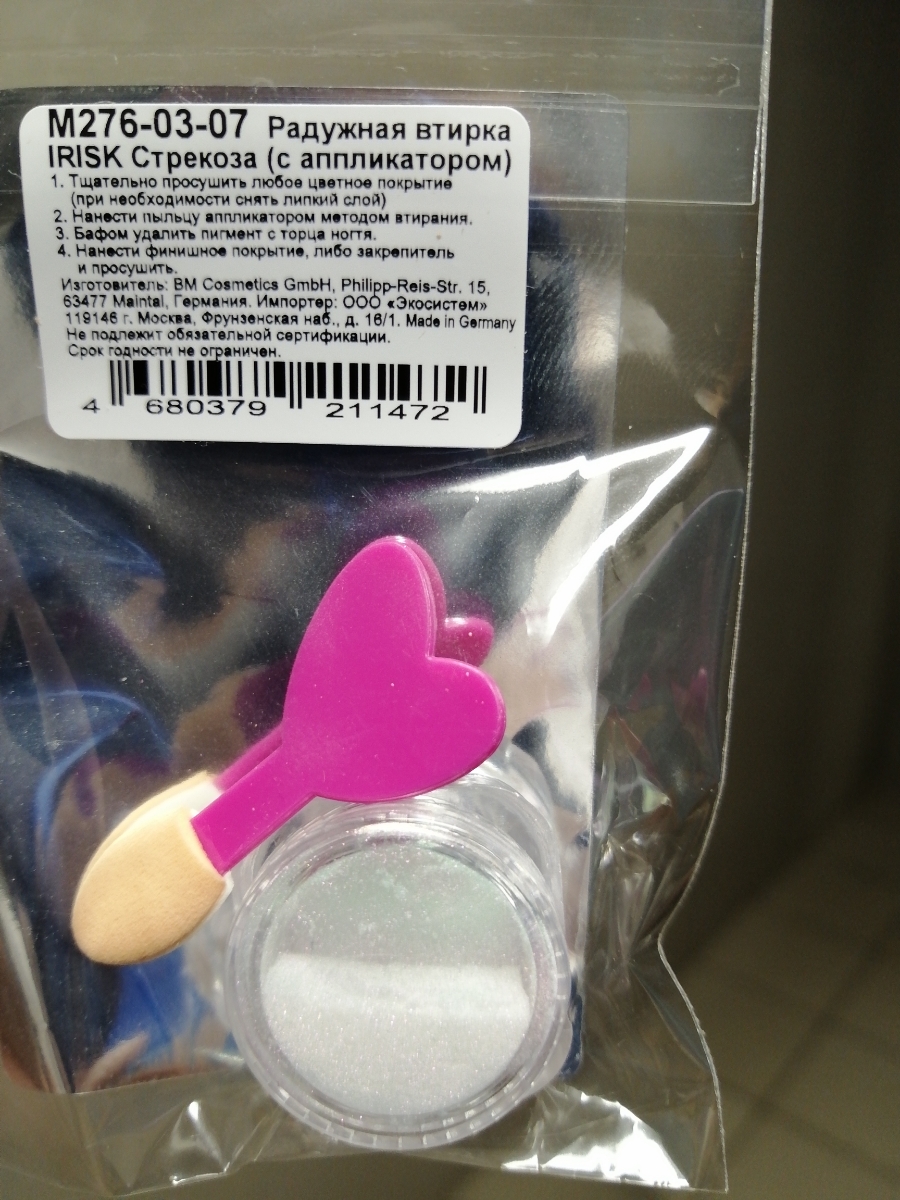 M276-03-07 Радужная втирка
IRISK Стрекоза (с аппликатором)
1. Тщательно просушить любое цветное покрытие
(при необходимости снять липкий слой)
2. Нанести пыльцу аппликатором методом втирания.
3. Бафом удалить пигмент с торца ногтя.
4. Нанести финишное покрытие, либо закрепитель
и просушить.
Изготовитель: BM Cosmetics GmbH, Philipp-Reis-Str. 15,
63477 Maintal, Германия. Импортер: ООО «Экосистем»
119146 г. Москва, Фрунзенская наб., д. 16/1. Made in Germany
Не подлежит обязательной сертификации.
Срок годности не ограничен.
4 680379 211472